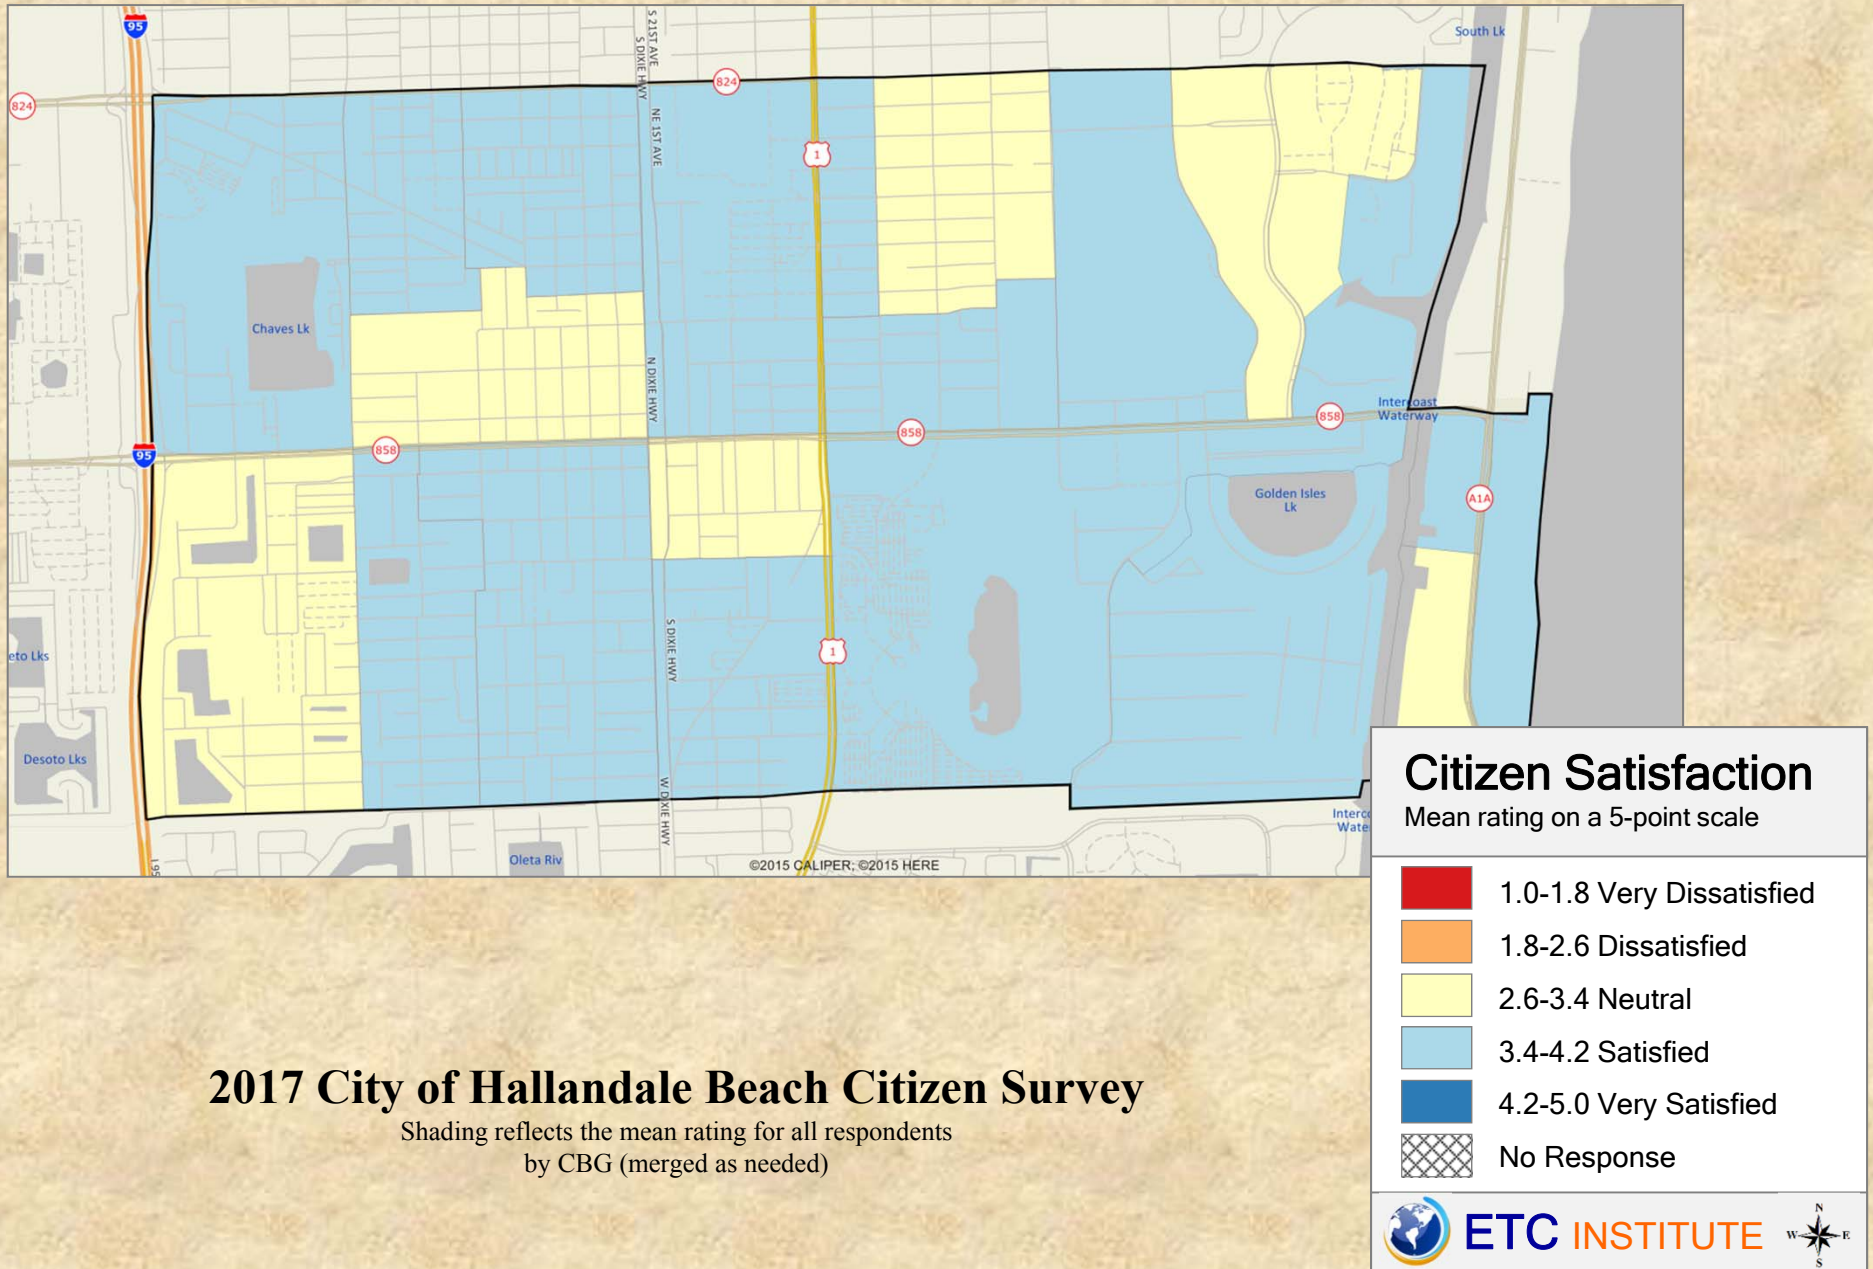 95
South Lk
824
S 21ST AVE
S DIXIE HWY
824
NE 1ST AVE
1
Chaves Lk
N DIXIE HWY
Intercoast
Waterway
858
858
858
95
Golden Isles
Lk
A1A
S DIXIE HWY
1
eto Lks
Desoto Lks
W DIXIE HWY
Interco
Wate
Oleta Riv
I 95
©2015 CALIPER; ©2015 HERE
Citizen Satisfaction
Mean rating on a 5-point scale
1.0-1.8 Very Dissatisfied
1.8-2.6 Dissatisfied
2.6-3.4 Neutral
3.4-4.2 Satisfied
4.2-5.0 Very Satisfied
No Response
2017 City of Hallandale Beach Citizen Survey
Shading reflects the mean rating for all respondents
by CBG (merged as needed)
ETC INSTITUTE
N
W E
S